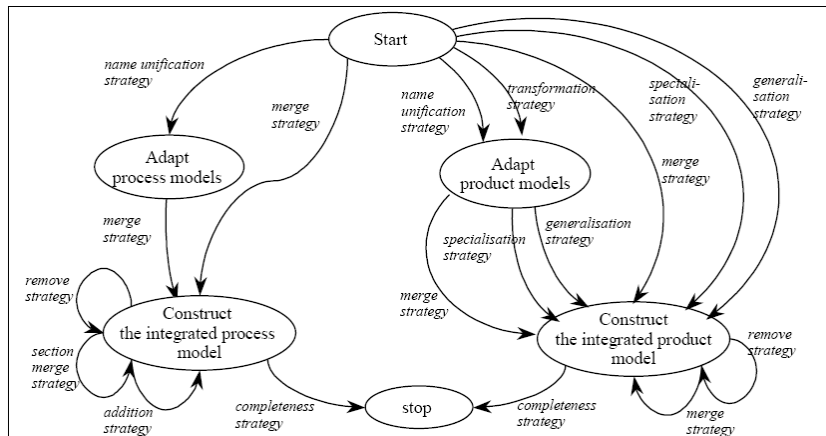 Start
name unification
strategy
merge
strategy
name
unification
strategy
transformation
strategy
merge
strategy
speciali-
sation
strategy
generali-
sation
strategy
Adapt
process models
Adapt
product models
merge
strategy
specialisation
strategy
generalisation
strategy
merge
strategy
remove
strategy
section
merge
strategy
addition
strategy
Construct
the integrated process
model
Construct
the integrated product
model
remove
strategy
merge
strategy
completeness
strategy
stop
completeness
strategy